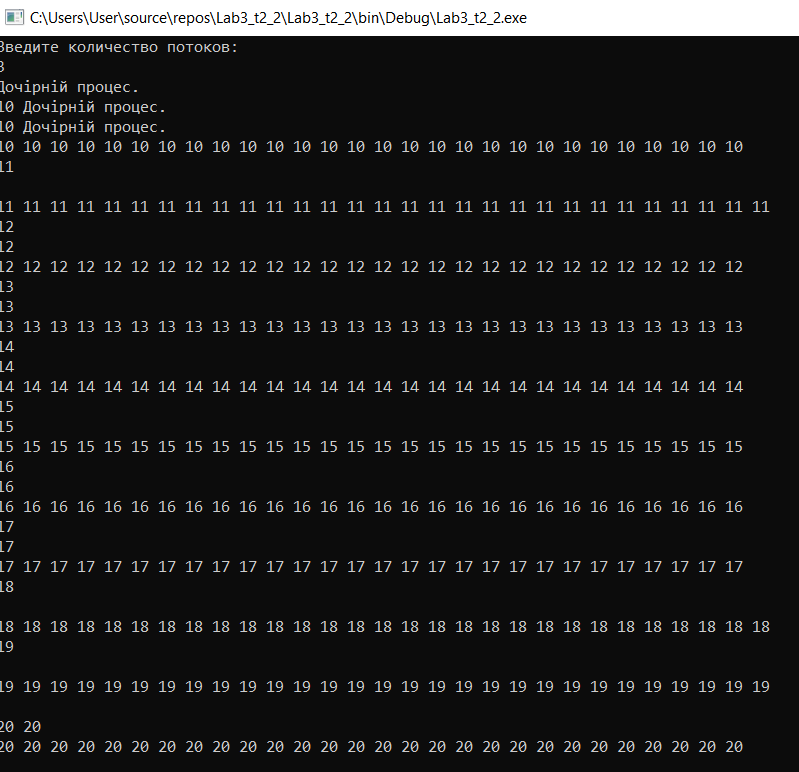 C:\Users\User\source\repos\Lab3_t2_2\Lab3_t2_2\bin\Debug\Lab3_t2_2.exe
Введите количество потоков:
3
Дочірній процес.
10 Дочірній процес.
10 Дочірній процес.
10 10 10 10 10 10 10 10 10 10 10 10 10 10 10 10 10 10 10 10 10 10 10 10 10 10 10 10
11
11 11 11 11 11 11 11 11 11 11 11 11 11 11 11 11 11 11 11 11 11 11 11 11 11 11 11 11 11
12
12
12 12 12 12 12 12 12 12 12 12 12 12 12 12 12 12 12 12 12 12 12 12 12 12 12 12 12 12
13
13
13 13 13 13 13 13 13 13 13 13 13 13 13 13 13 13 13 13 13 13 13 13 13 13 13 13 13 13
14
14
14 14 14 14 14 14 14 14 14 14 14 14 14 14 14 14 14 14 14 14 14 14 14 14 14 14 14 14
15
15
15 15 15 15 15 15 15 15 15 15 15 15 15 15 15 15 15 15 15 15 15 15 15 15 15 15 15 15
16
16
16 16 16 16 16 16 16 16 16 16 16 16 16 16 16 16 16 16 16 16 16 16 16 16 16 16 16 16
17
17
17 17 17 17 17 17 17 17 17 17 17 17 17 17 17 17 17 17 17 17 17 17 17 17 17 17 17 17
18
18 18 18 18 18 18 18 18 18 18 18 18 18 18 18 18 18 18 18 18 18 18 18 18 18 18 18 18 18
19
19 19 19 19 19 19 19 19 19 19 19 19 19 19 19 19 19 19 19 19 19 19 19 19 19 19 19 19 19
20 20
20 20 20 20 20 20 20 20 20 20 20 20 20 20 20 20 20 20 20 20 20 20 20 20 20 20 20 20